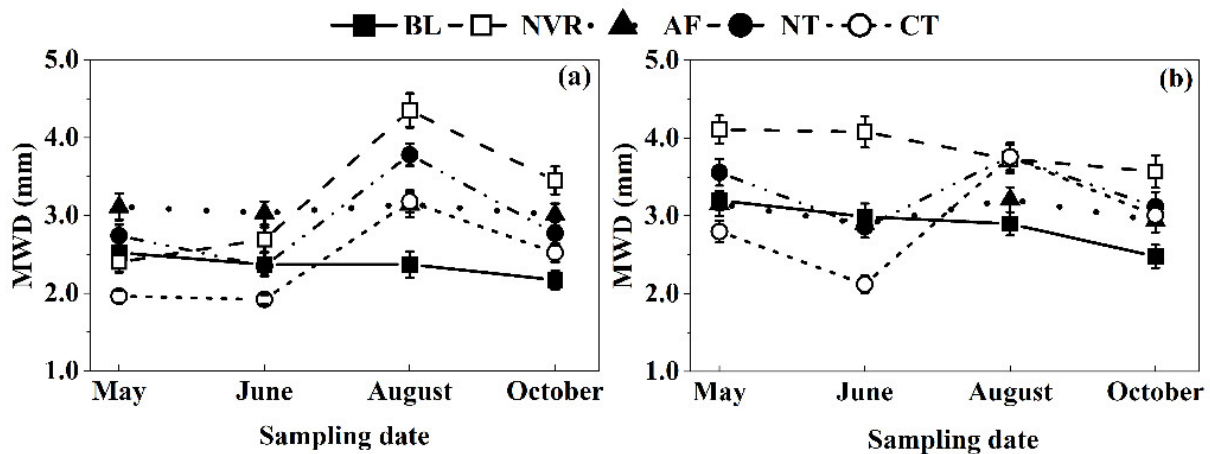 BL NVR AF NT CT
(a)
5.0
4.0
3.0
2.0
1.0
MWD (mm)
May June August October
Sampling date
(b)
5.0
4.0
3.0
2.0
1.0
MWD (mm)
May June August October
Sampling date